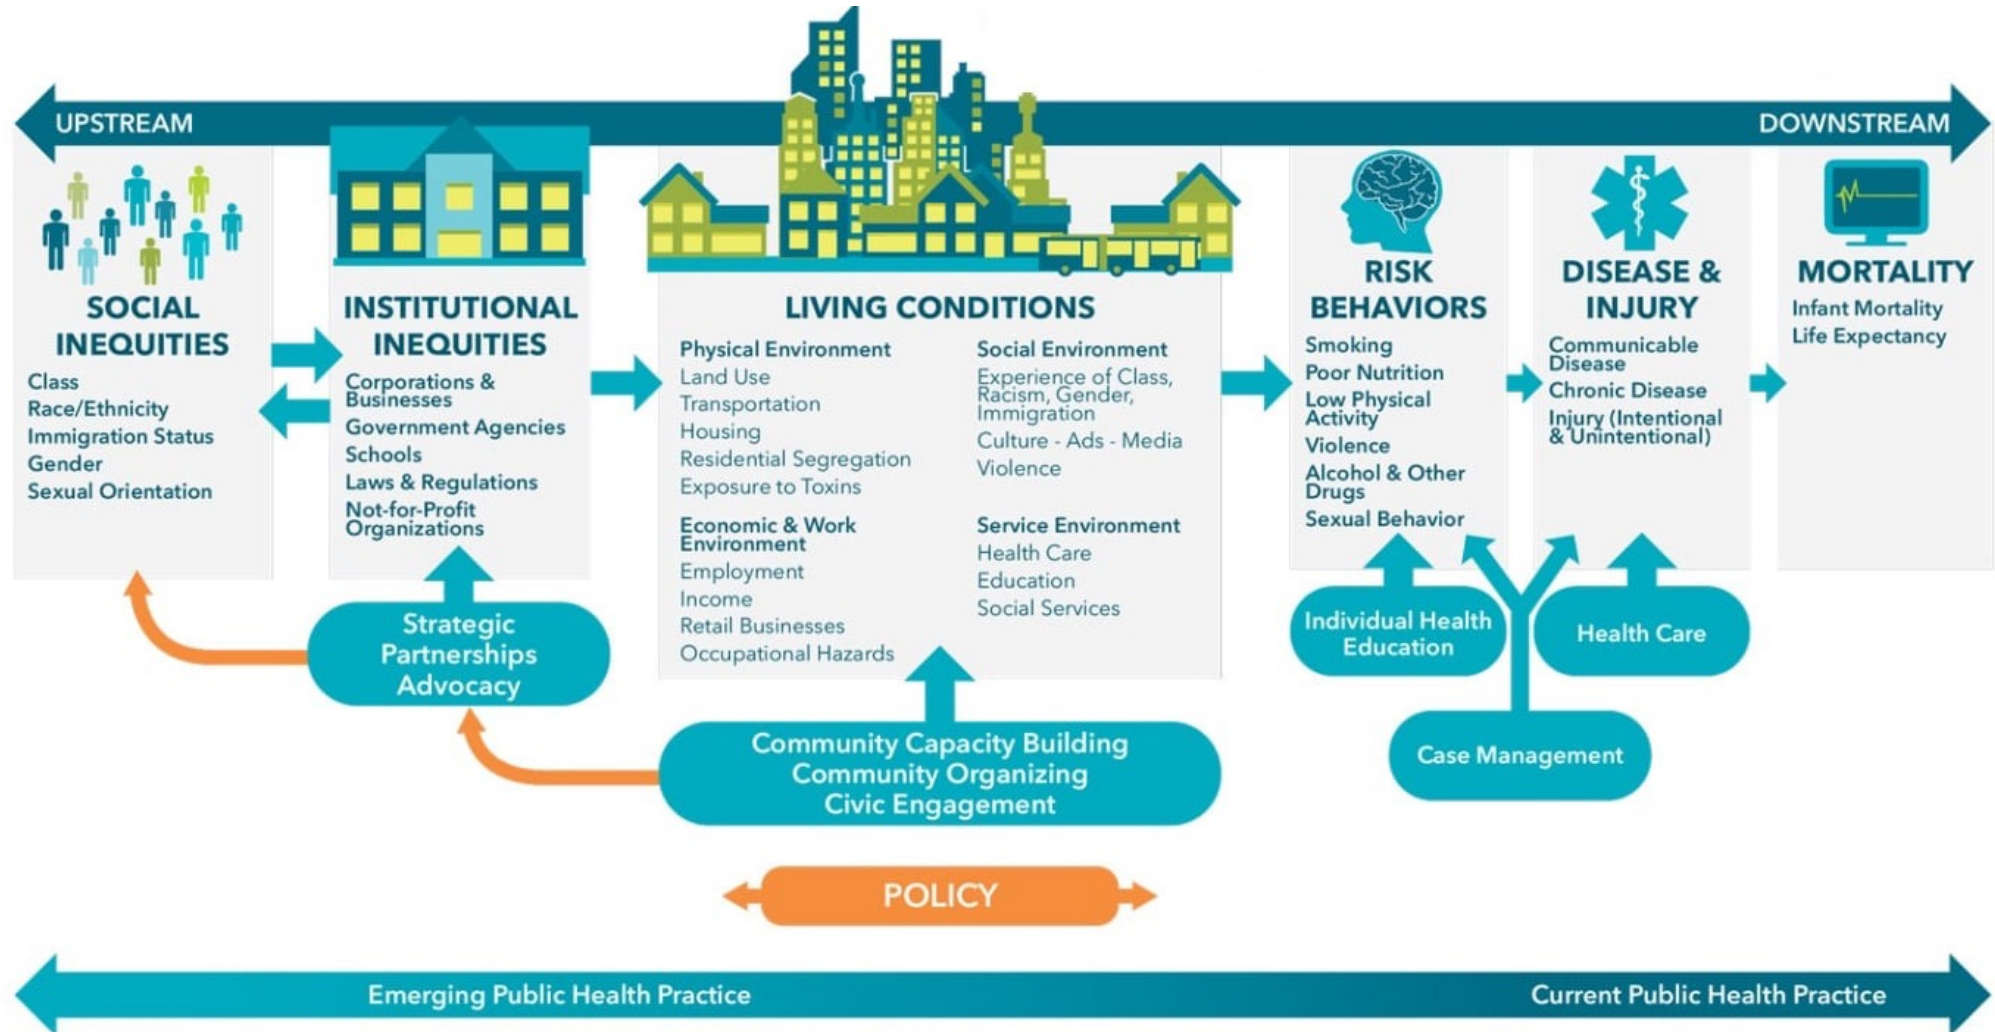 UPSTREAM
DOWNSTREAM
SOCIAL
INEQUITIES
Class
Race/Ethnicity
Immigration Status
Gender
Sexual Orientation
INSTITUTIONAL
INEQUITIES
Corporations &
Businesses
Government Agencies
Schools
Laws & Regulations
Not-for-Profit
Organizations
Strategic
Partnerships
Advocacy
LIVING CONDITIONS
Physical Environment
Land Use
Transportation
Housing
Residential Segregation
Exposure to Toxins
Economic & Work
Environment
Employment
Income
Retail Businesses
Occupational Hazards
Social Environment
Experience of Class,
Racism, Gender,
Immigration
Culture - Ads - Media
Violence
Service Environment
Health Care
Education
Social Services
Community Capacity Building
Community Organizing
Civic Engagement
RISK
BEHAVIORS
Smoking
Poor Nutrition
Low Physical
Activity
Violence
Alcohol & Other
Drugs
Sexual Behavior
Individual Health
Education
DISEASE &
INJURY
Communicable
Disease
Chronic Disease
Injury (Intentional
& Unintentional)
Health Care
Case Management
MORTALITY
Infant Mortality
Life Expectancy
POLICY
Emerging Public Health Practice
Current Public Health Practice